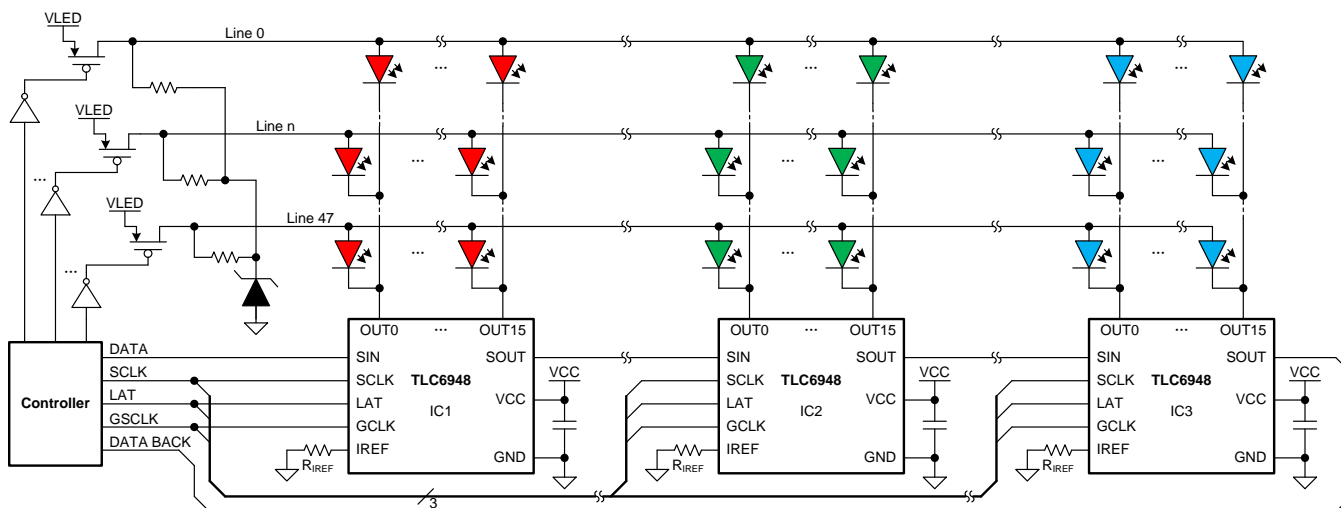 VLED
Line 0
... ... ...
VLED
Line n
... ... ... ...
VLED
Line 47
... ... ... ...
OUT0 ... OUT15 OUT0 ... OUT15 OUT0 ... OUT15
DATA SIN SOUT SIN SOUT SIN SOUT
SCLK SCLK TLC6948 VCC SCLK TLC6948 VCC SCLK TLC6948 VCC
Controller LAT LAT IC1 VCC LAT IC2 VCC LAT IC3 VCC
GSCLK GCLK GCLK GCLK
DATA BACK IREF GND IREF GND IREF GND
RIREF RIREF RIREF
3